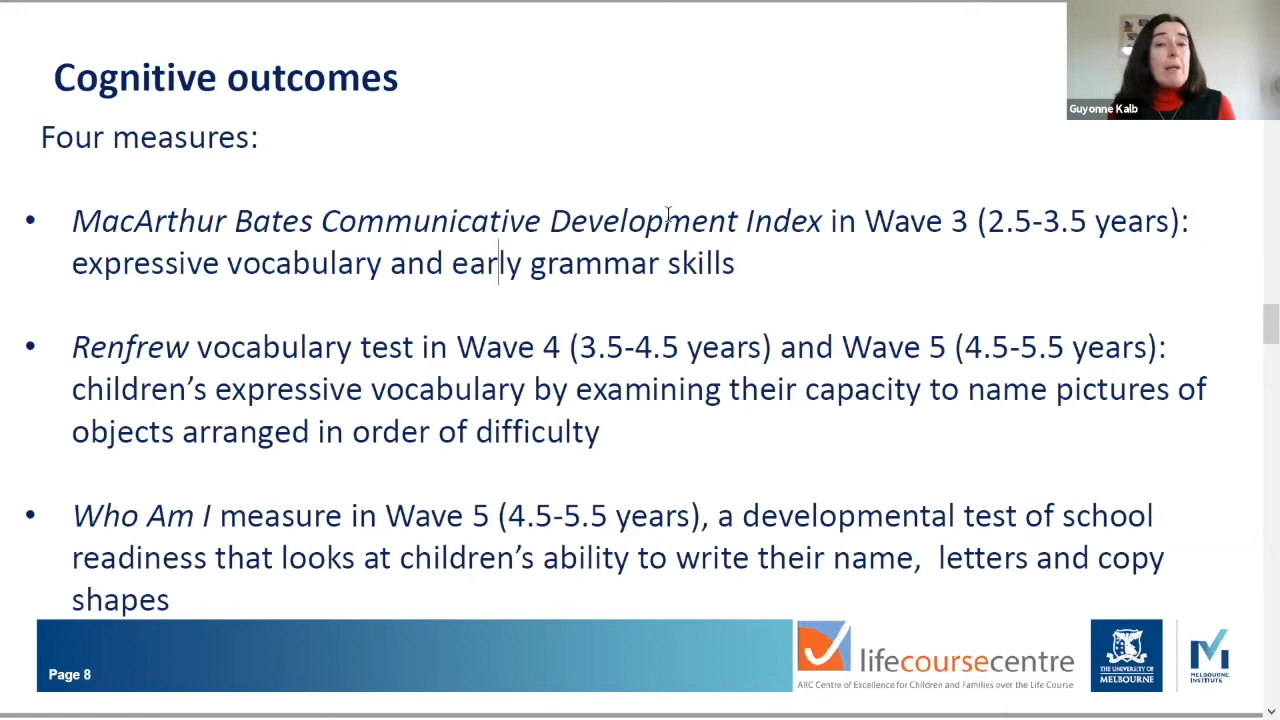 Cognitive outcomes
Guyonne Kalb
Four measures:
• MacArthur Bates Communicative Development Index in Wave 3 (2.5-3.5 years):
expressive vocabulary and early grammar skills
• Renfrew vocabulary test in Wave 4 (3.5-4.5 years) and Wave 5 (4.5-5.5 years):
children’s expressive vocabulary by examining their capacity to name pictures of
objects arranged in order of difficulty
• Who Am I measure in Wave 5 (4.5-5.5 years), a developmental test of school
readiness that looks at children’s ability to write their name,  letters and copy
shapes
Page 8
lifecoursecentre
ARC Centre of Excellence for Children and Families over the Life Course
THE UNIVERSITY OF
MELBOURNE
MELBOURNE
INSTITUTE